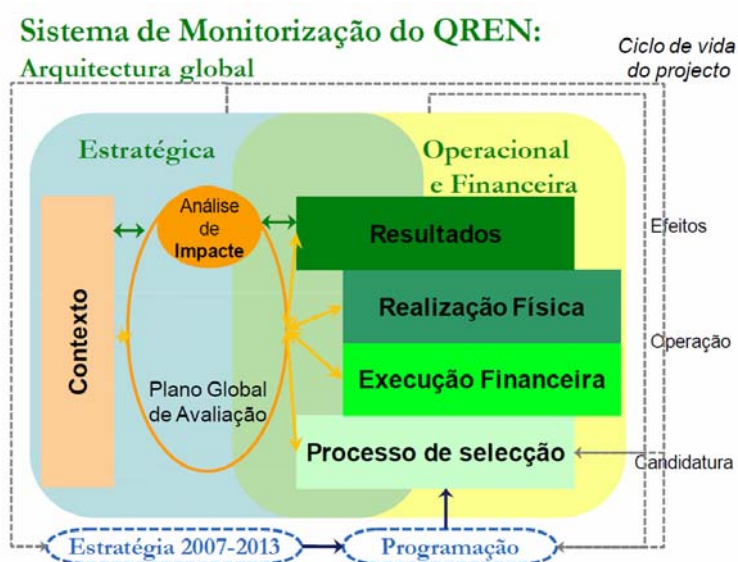 Sistema de Monitorização do QREN:
Arquitectura global
Ciclo de vida
do projecto
Estratégica
Operacional
e Financeira
Análise
de
Impacte
Resultados
Efeitos
Contexto
Realização Física
Operação
Execução Financeira
Plano Global
de Avaliação
Processo de selecção
Candidatura
Estratégia 2007-2013
Programação